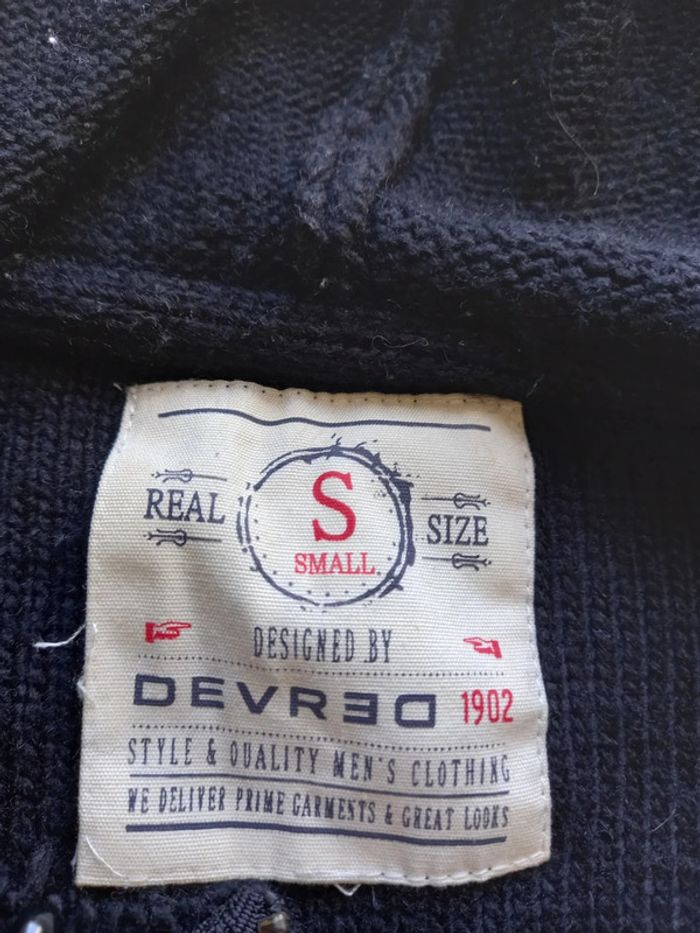 REAL S SIZE
SMALL
DESIGNED BY
DEVRED 1902
STYLE & QUALITY MEN'S CLOTHING
WE DELIVER PRIME GARMENTS & GREAT LOOKS